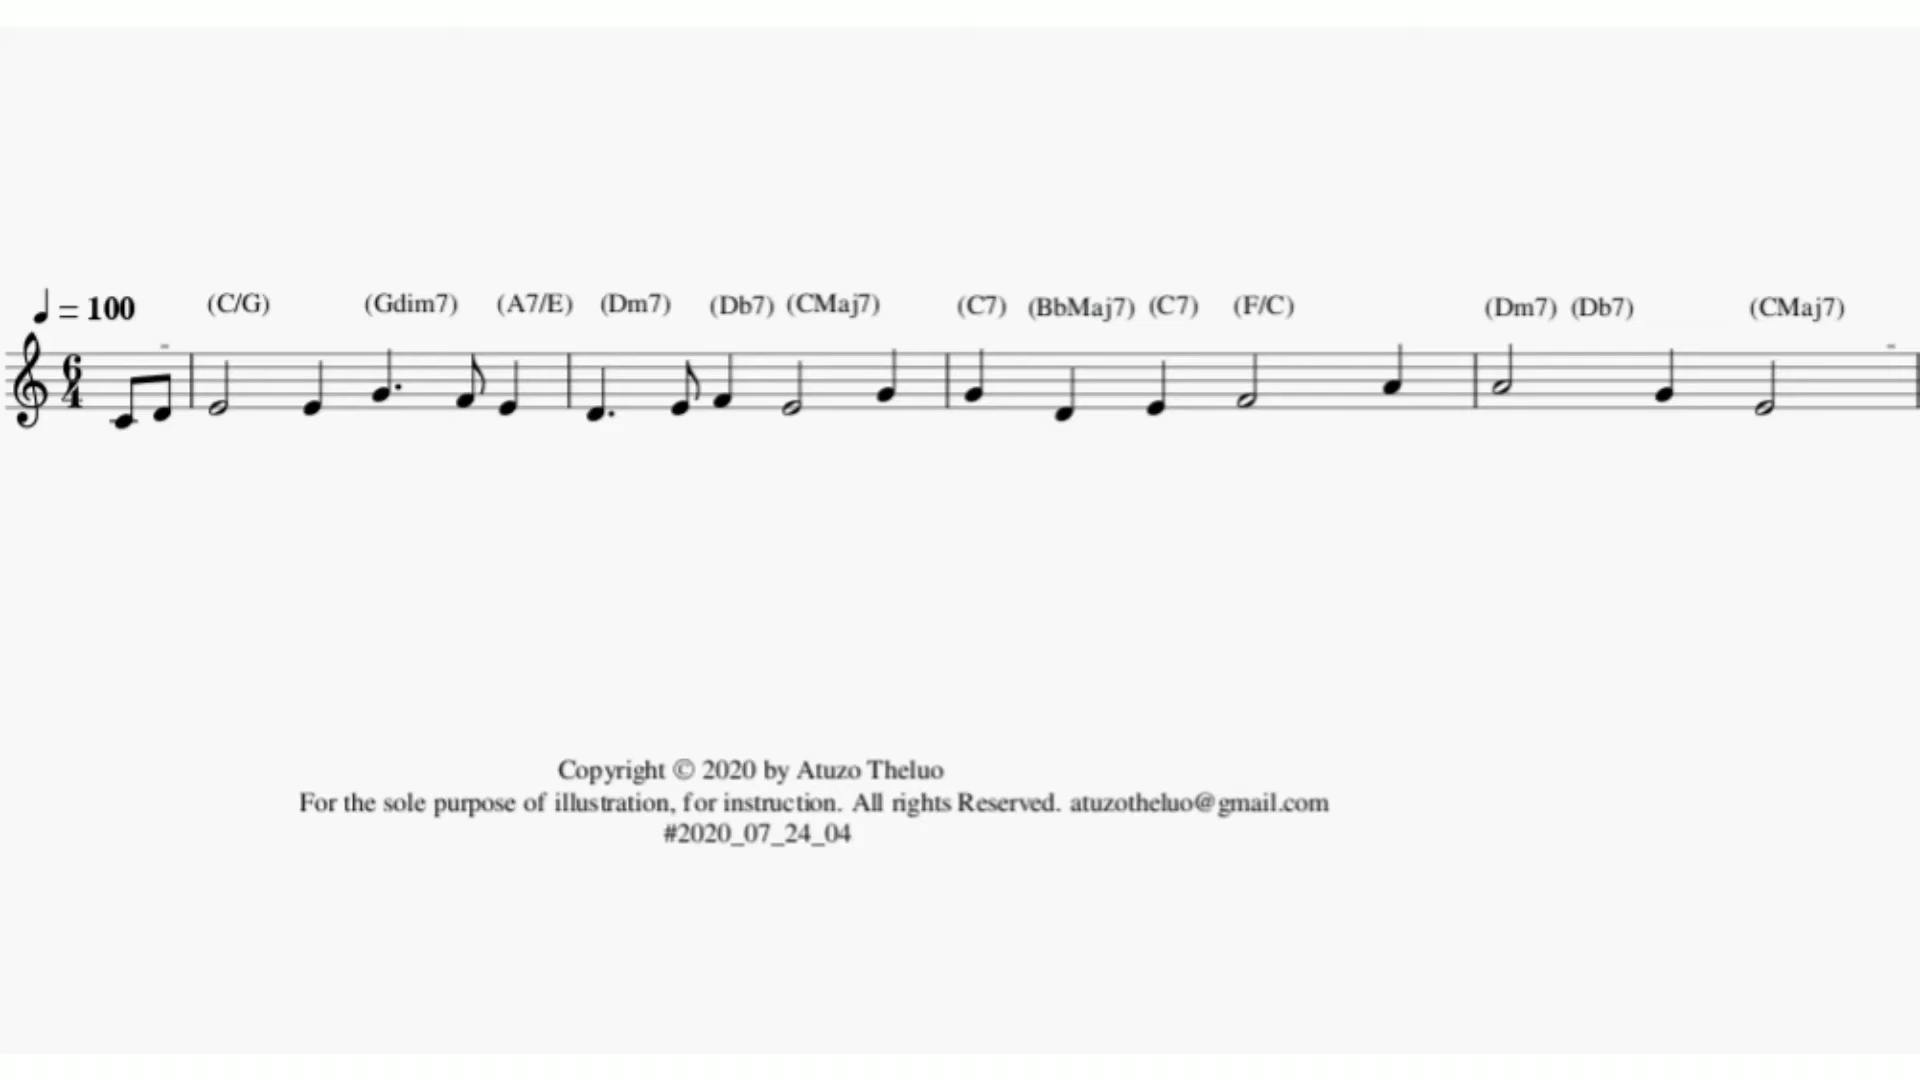 ♩ = 100 (C/G) (Gdim7) (A7/E) (Dm7) (Db7) (CMaj7) (C7) (BbMaj7) (C7) (F/C) (Dm7) (Db7) (CMaj7)
6
4
Copyright © 2020 by Atuzo Theluo
For the sole purpose of illustration, for instruction. All rights Reserved. atuzotheluo@gmail.com
#2020_07_24_04